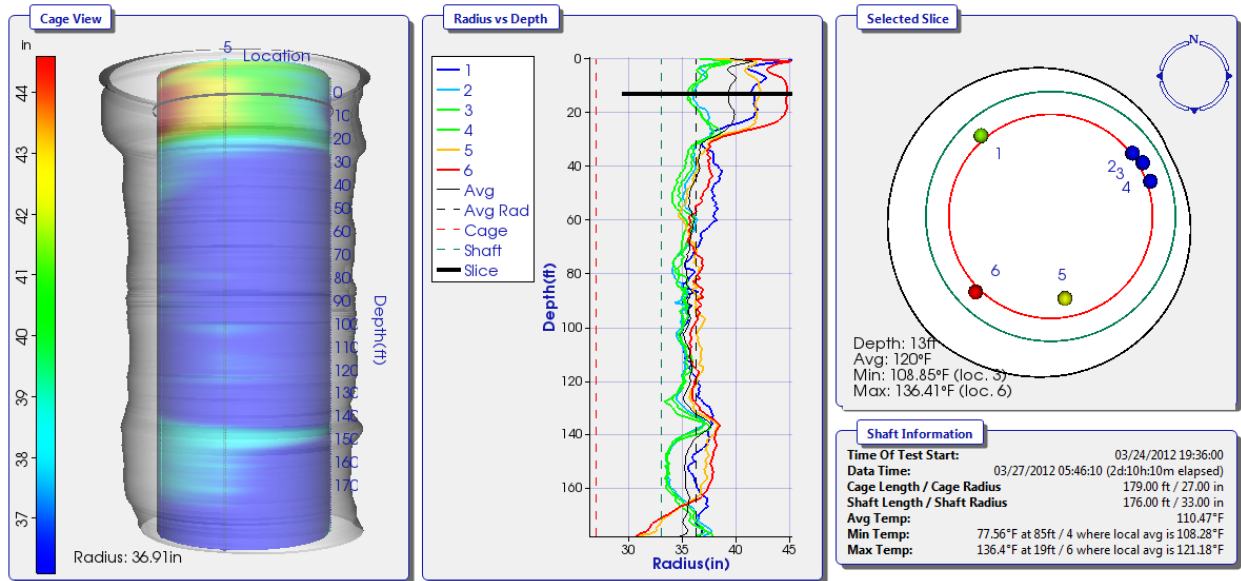 Cage View
in
44
43
42
41
40
39
38
37
5
Location
0
10
20
30
40
50
60
70
80
90
100
110
120
130
140
150
160
170
Depth(ft)
Radius: 36.91in
Radius vs Depth
1
2
3
4
5
6
Avg
Avg Rad
Cage
Shaft
Slice
Depth(ft)
0
20
40
60
80
100
120
140
160
30
35
40
45
Radius(in)
Selected Slice
N
1
2
3
4
6
5
Depth: 13ft
Avg: 120°F
Min: 108.85°F (loc. 3)
Max: 136.41°F (loc. 6)
Shaft Information
Time Of Test Start: 03/24/2012 19:36:00
Data Time: 03/27/2012 05:46:10 (2d:10h:10m elapsed)
Cage Length / Cage Radius 179.00 ft / 27.00 in
Shaft Length / Shaft Radius 176.00 ft / 33.00 in
Avg Temp: 110.47°F
Min Temp: 77.56°F at 85ft / 4 where local avg is 108.28°F
Max Temp: 136.4°F at 19ft / 6 where local avg is 121.18°F